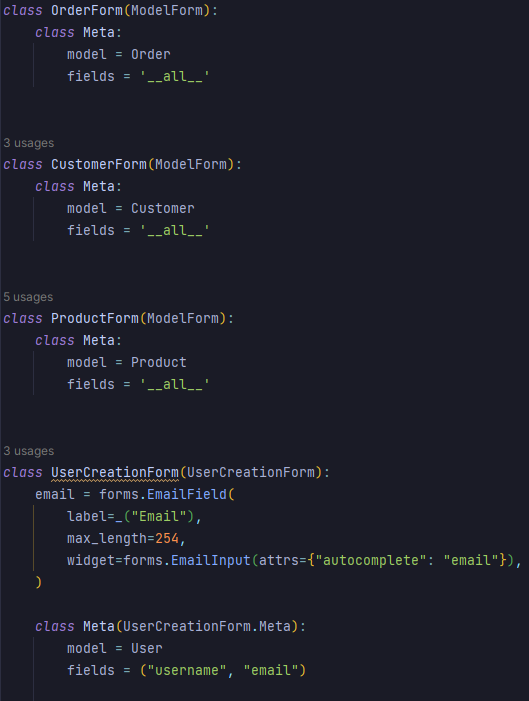 class OrderForm(ModelForm):
    class Meta:
        model = Order
        fields = '__all__'
3 usages
class CustomerForm(ModelForm):
    class Meta:
        model = Customer
        fields = '__all__'
5 usages
class ProductForm(ModelForm):
    class Meta:
        model = Product
        fields = '__all__'
3 usages
class UserCreationForm(UserCreationForm):
    email = forms.EmailField(
        label=_("Email"),
        max_length=254,
        widget=forms.EmailInput(attrs={"autocomplete": "email"}),
    )
    class Meta(UserCreationForm.Meta):
        model = User
        fields = ("username", "email")